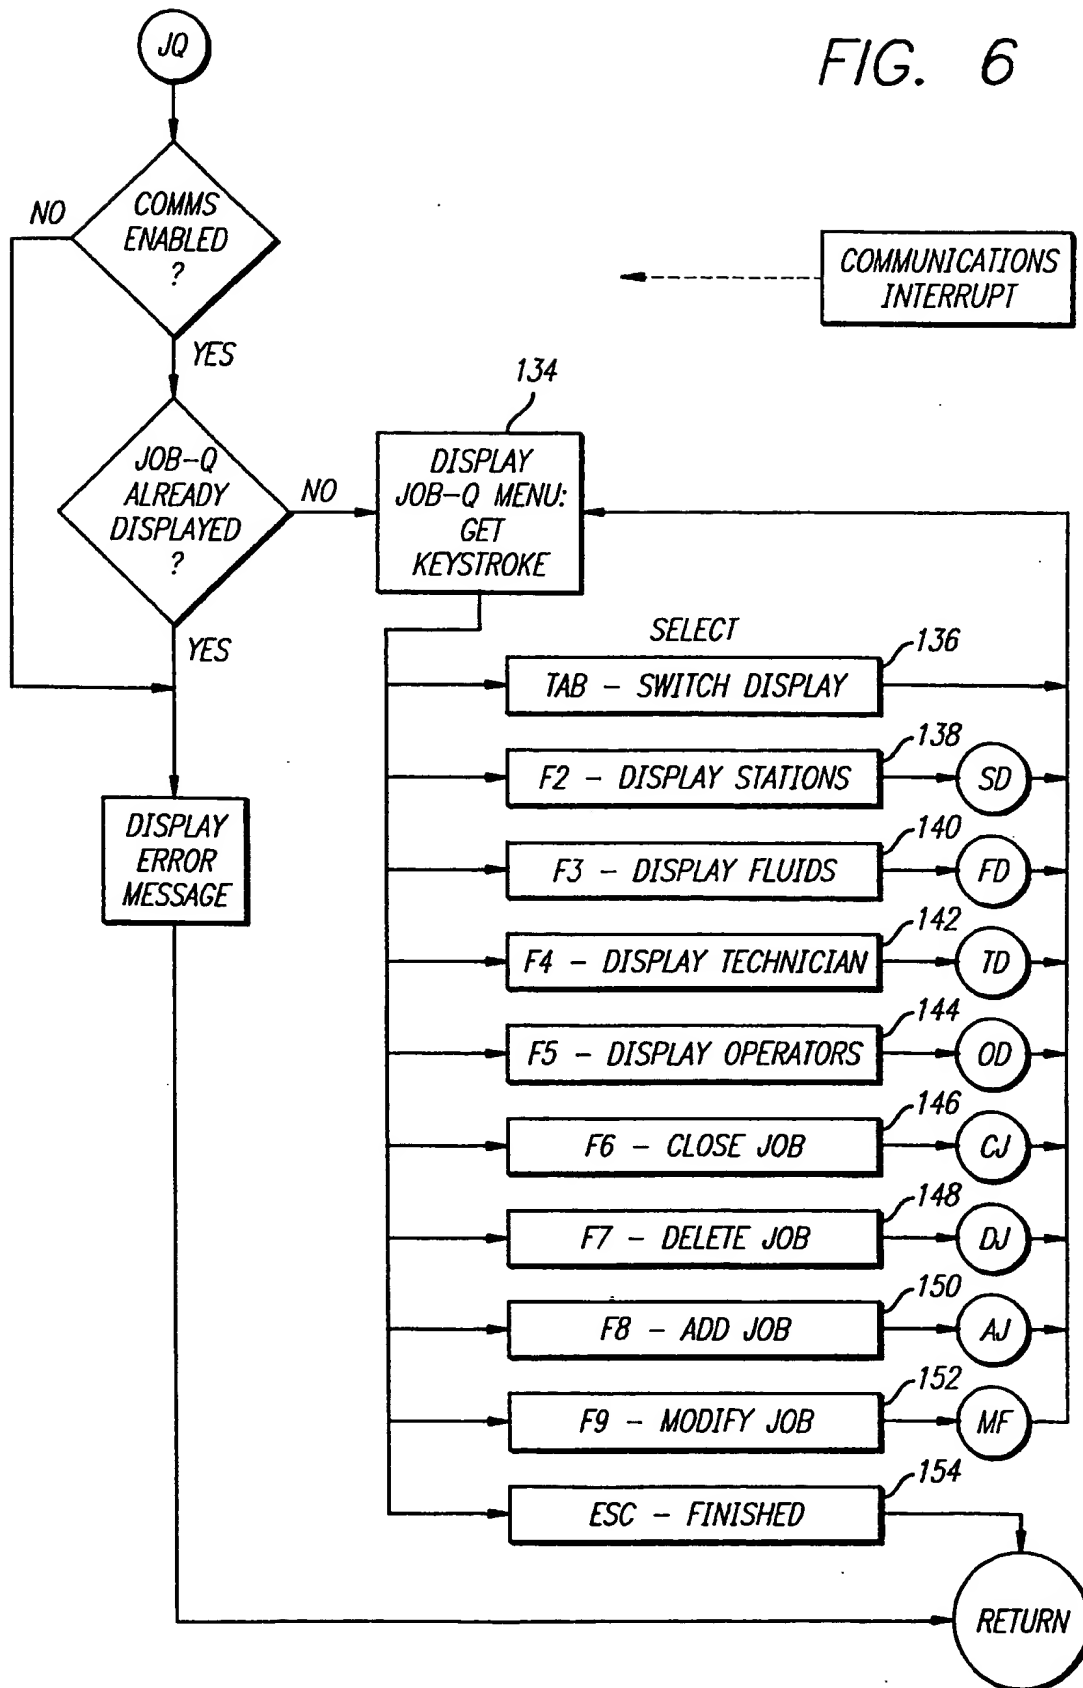 JQ
FIG. 6
COMMS
ENABLED
?
NO
YES
COMMUNICATIONS
INTERRUPT
134
JOB-Q
ALREADY
DISPLAYED
?
NO
YES
DISPLAY
JOB-Q MENU:
GET
KEYSTROKE
SELECT
136
TAB - SWITCH DISPLAY
138
F2 - DISPLAY STATIONS
SD
DISPLAY
ERROR
MESSAGE
140
F3 - DISPLAY FLUIDS
FD
142
F4 - DISPLAY TECHNICIAN
TD
144
F5 - DISPLAY OPERATORS
OD
146
F6 - CLOSE JOB
CJ
148
F7 - DELETE JOB
DJ
150
F8 - ADD JOB
AJ
152
F9 - MODIFY JOB
MF
154
ESC - FINISHED
RETURN